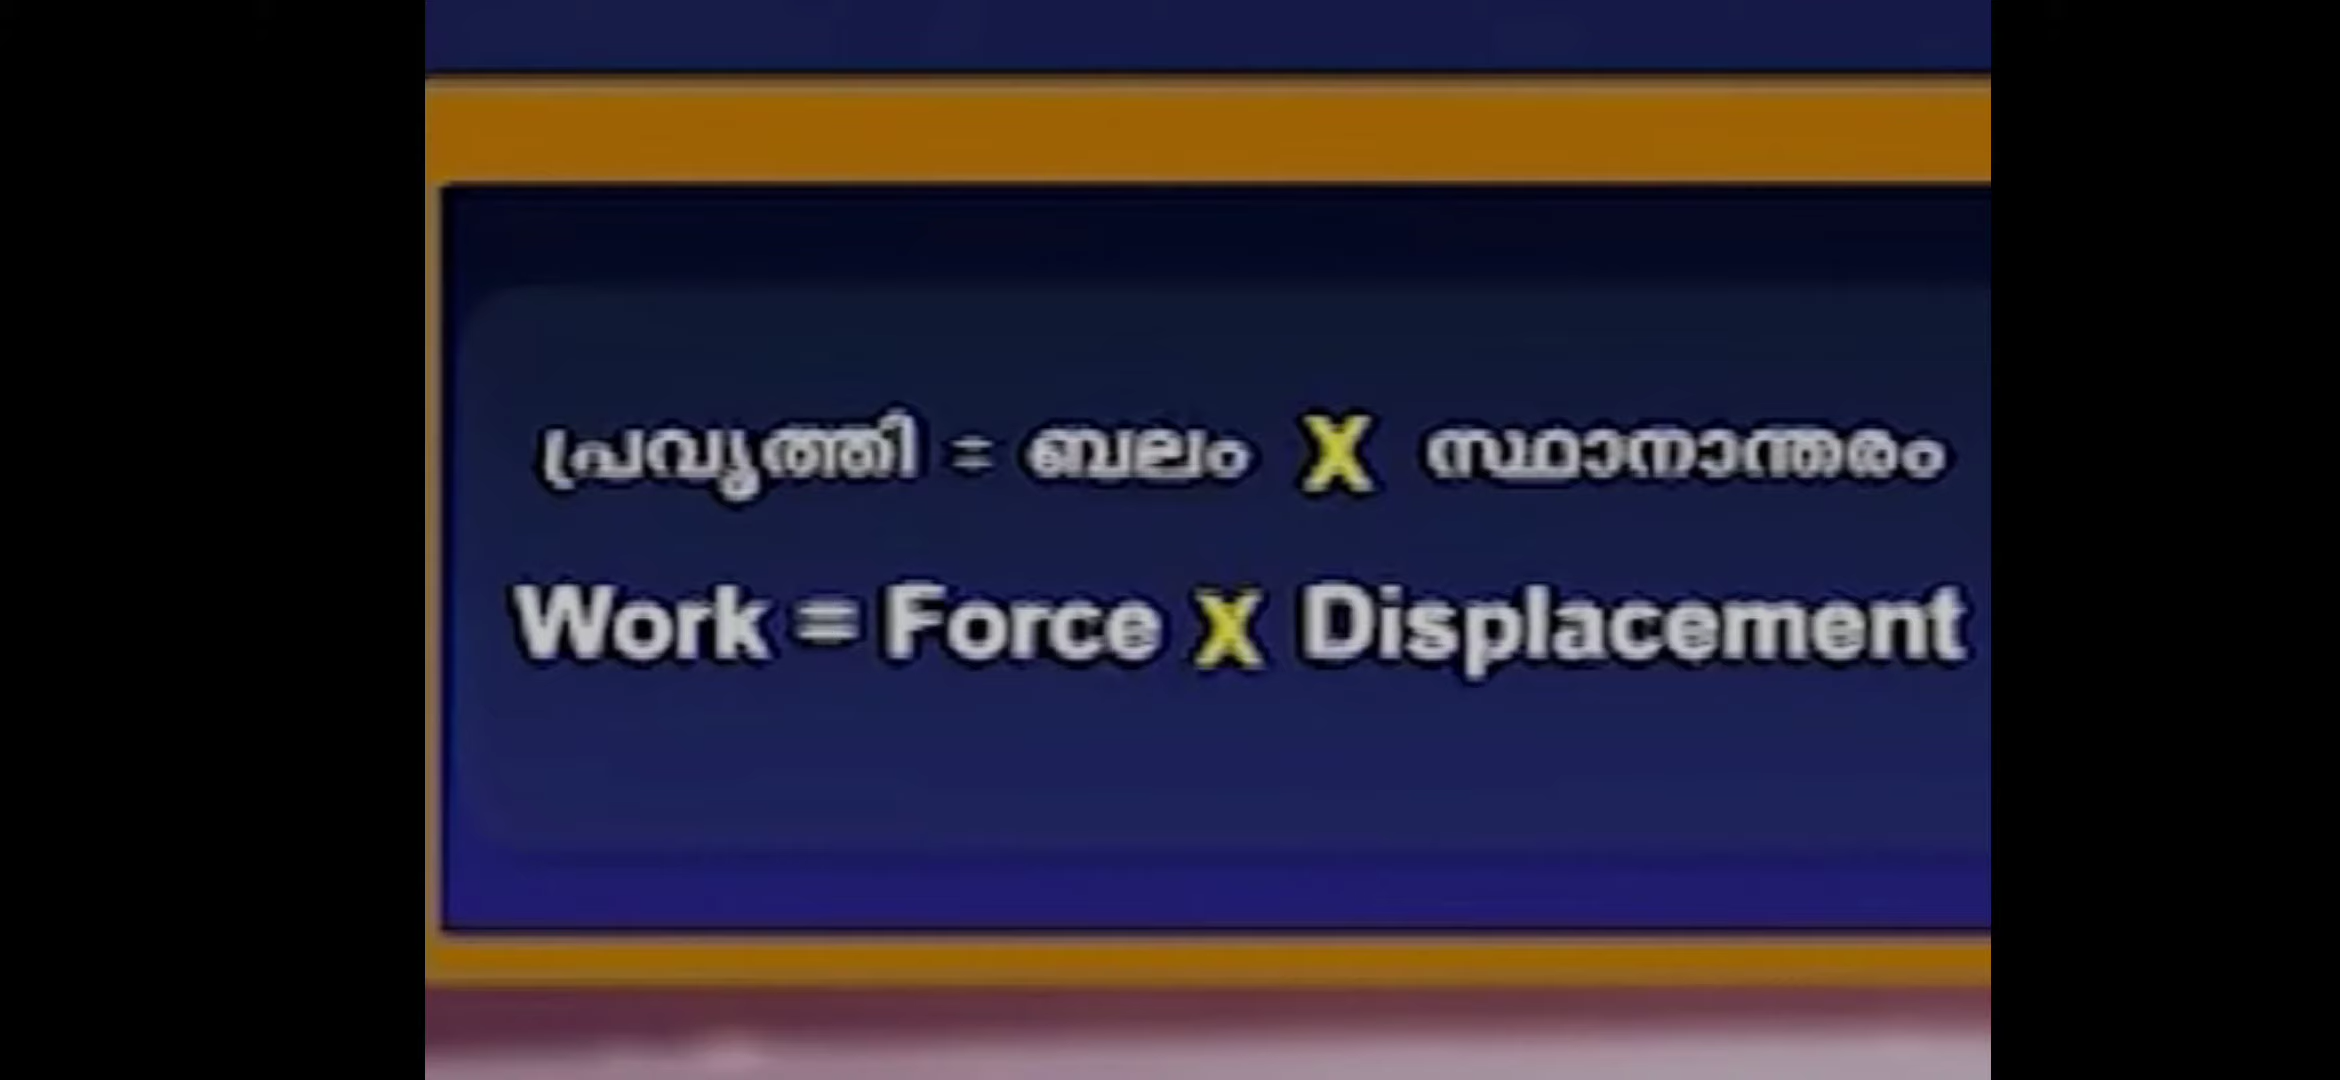 പ്രവൃത്തി = ബലം X സ്ഥാനാന്തരം
Work = Force X Displacement